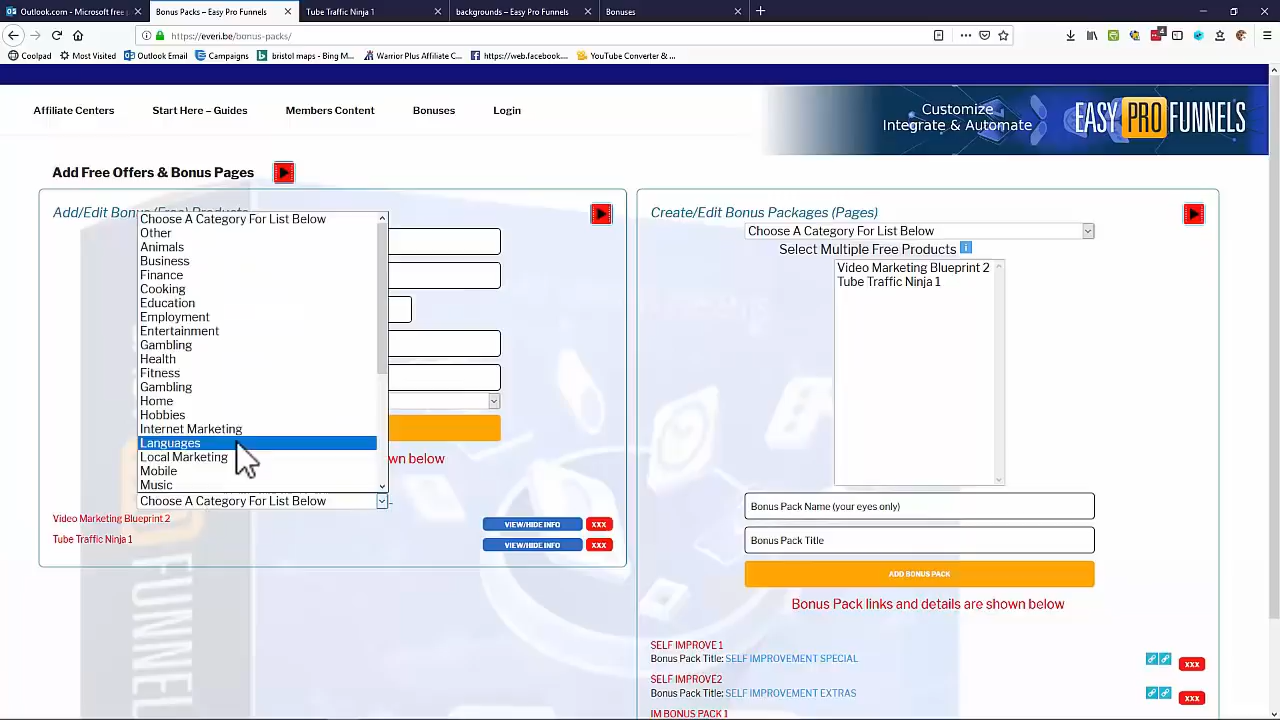 Outlook.com - Microsoft free
Bonus Packs – Easy Pro Funnels
Tube Traffic Ninja 1
backgrounds – Easy Pro Funnels
Bonuses
https://everi.be/bonus-packs/
4
Coolpad
Most Visited
Outlook Email
Campaigns
bristol maps - Bing M...
Warrior Plus Affiliate C...
https://web.facebook...
YouTube Converter & ...
Affiliate Centers
Start Here – Guides
Members Content
Bonuses
Login
Customize
Integrate & Automate
EASY PRO FUNNELS
Add Free Offers & Bonus Pages
Add/Edit Bonus (Free) Products
Choose A Category For List Below
Other
Animals
Business
Finance
Cooking
Education
Employment
Entertainment
Gambling
Health
Fitness
Gambling
Home
Hobbies
Internet Marketing
Languages
Local Marketing
Mobile
Music
wn below
Choose A Category For List Below
Video Marketing Blueprint 2
VIEW/HIDE INFO
XXX
Tube Traffic Ninja 1
VIEW/HIDE INFO
XXX
Create/Edit Bonus Packages (Pages)
Choose A Category For List Below
Select Multiple Free Products
i
Video Marketing Blueprint 2
Tube Traffic Ninja 1
Bonus Pack Name (your eyes only)
Bonus Pack Title
ADD BONUS PACK
Bonus Pack links and details are shown below
SELF IMPROVE 1
Bonus Pack Title: SELF IMPROVEMENT SPECIAL
XXX
SELF IMPROVE2
Bonus Pack Title: SELF IMPROVEMENT EXTRAS
XXX
IM BONUS PACK 1
FUNNEL